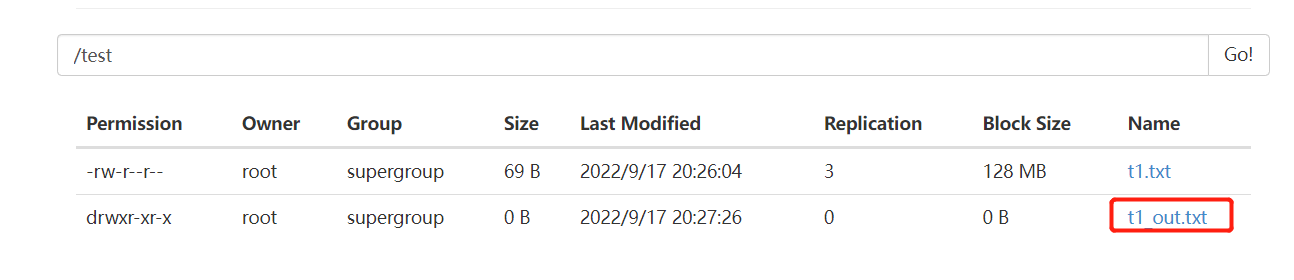 /test Go!
Permission Owner Group Size Last Modified Replication Block Size Name
-rw-r--r-- root supergroup 69 B 2022/9/17 20:26:04 3 128 MB t1.txt
drwxr-xr-x root supergroup 0 B 2022/9/17 20:27:26 0 0 B t1_out.txt